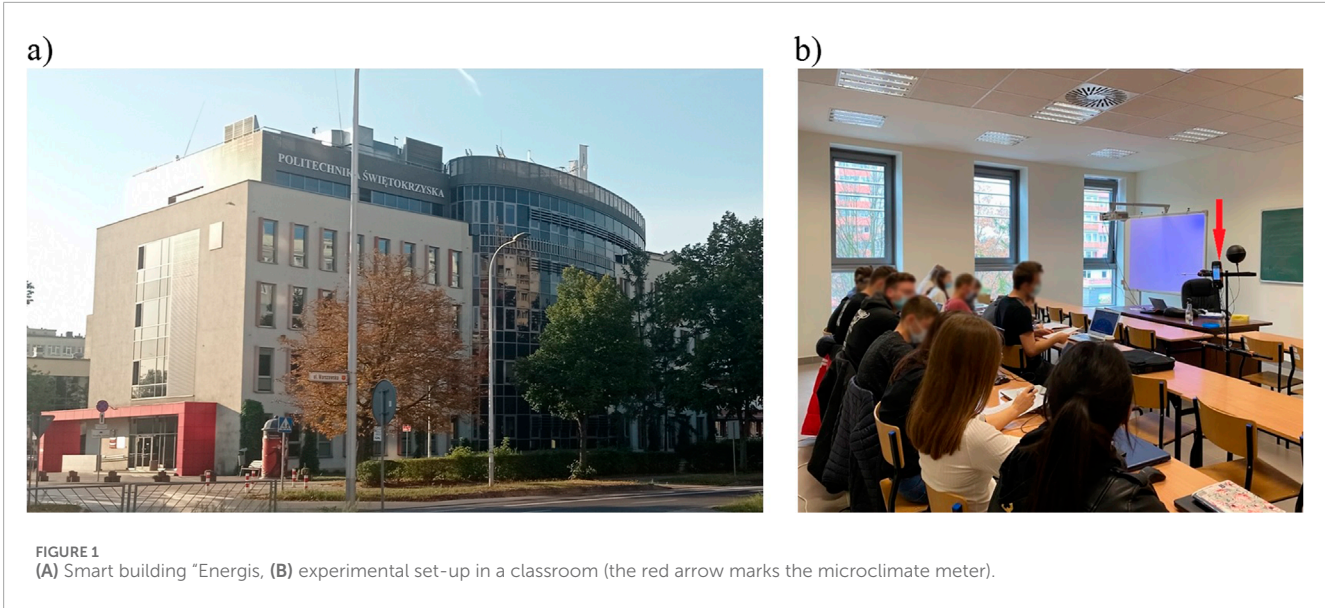 a)
b)
POLITECHNIKA ŚWIĘTOKRZYSKA
FIGURE 1
(A) Smart building “Energis, (B) experimental set-up in a classroom (the red arrow marks the microclimate meter).